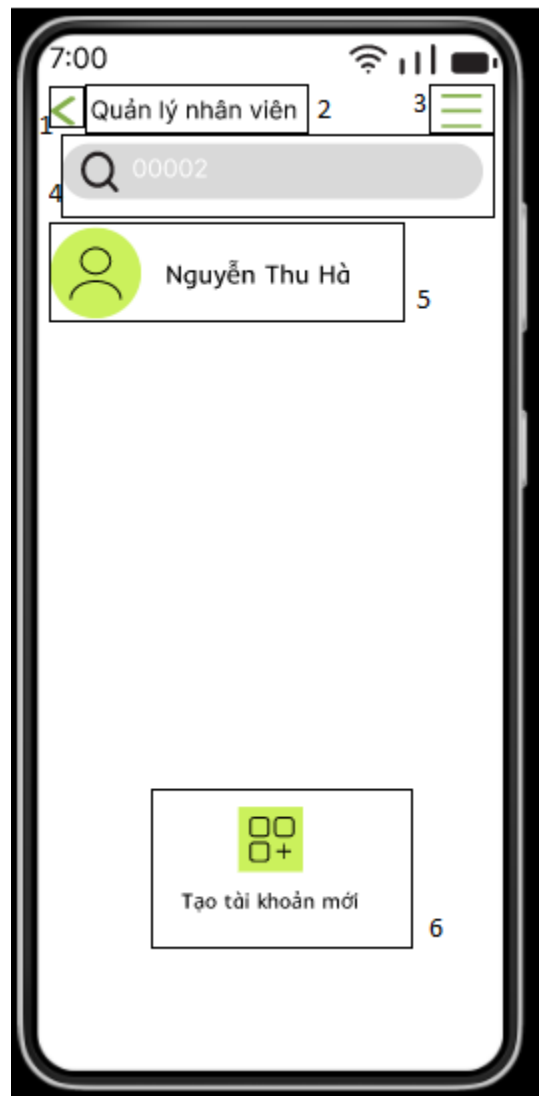 7:00
1
Quản lý nhân viên
2
3
4
00002
Nguyễn Thu Hà
5
Tạo tài khoản mới
6